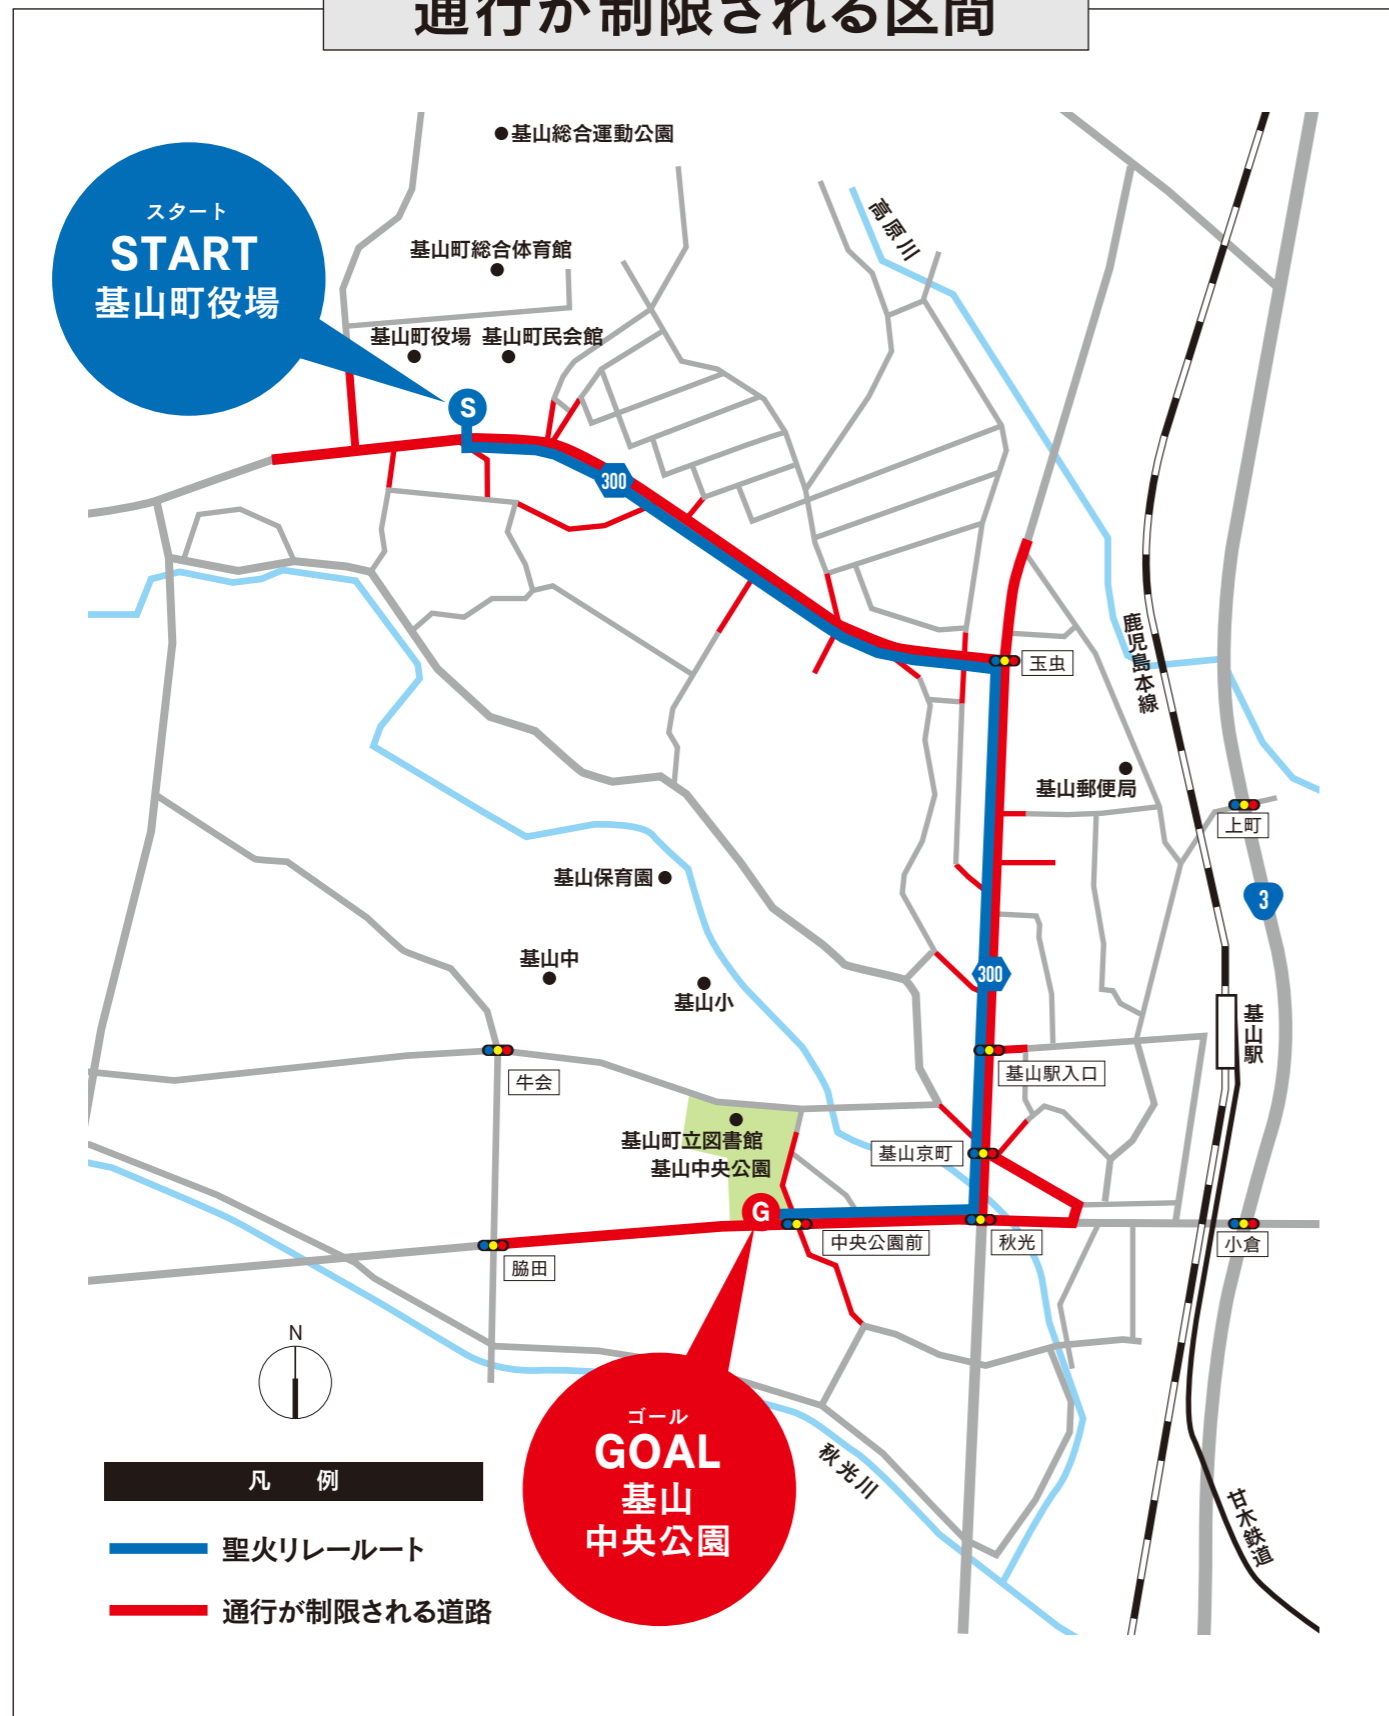 通行が制限される区間
基山総合運動公園
スタート
START
基山町役場
高原川
基山町総合体育館
基山町役場
基山町民会館
S
300
鹿児島本線
玉虫
基山郵便局
上町
基山保育園
3
基山中
300
基山小
基山駅
牛会
基山駅入口
基山町立図書館
基山京町
基山中央公園
G
中央公園前
秋光
小倉
脇田
N
ゴール
GOAL
基山
中央公園
秋光川
甘木鉄道
凡 例
聖火リレールート
通行が制限される道路